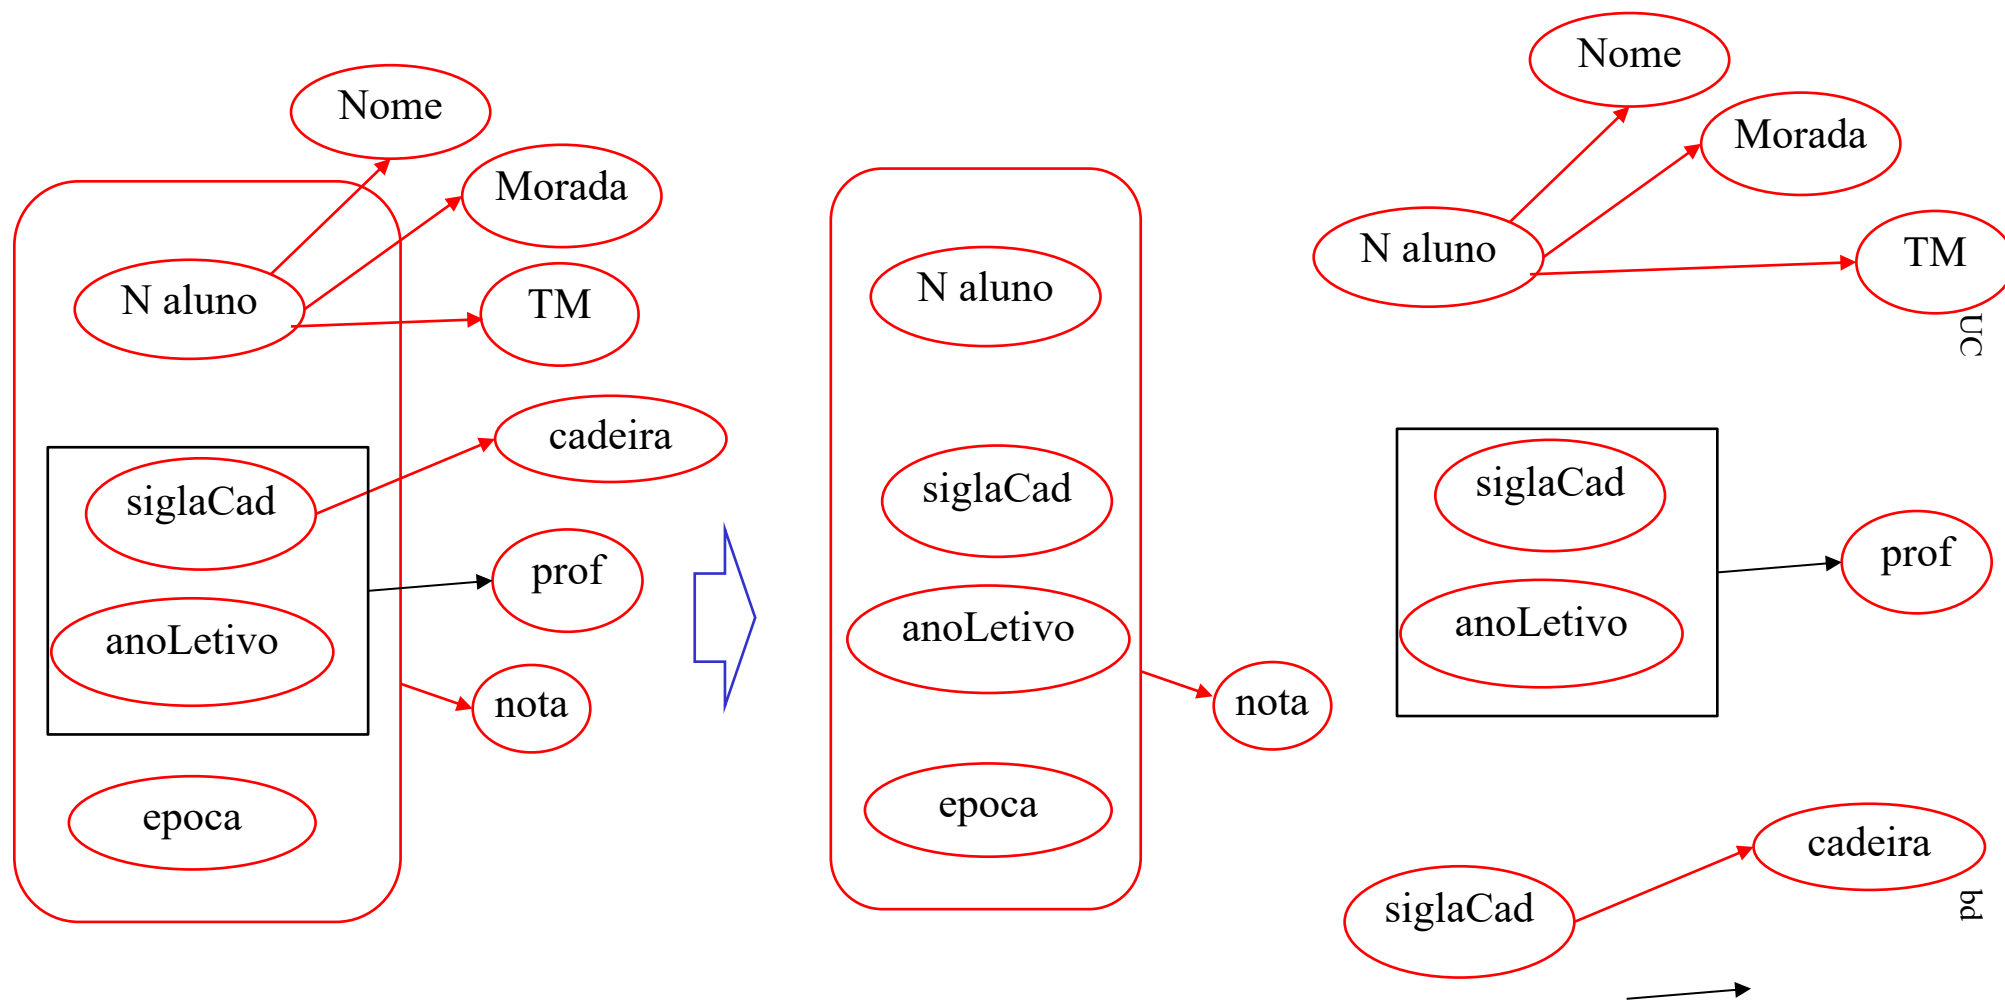 Nome
Morada
N aluno
TM
cadeira
siglaCad
prof
anoLetivo
nota
epoca
N aluno
siglaCad
anoLetivo
nota
epoca
Nome
Morada
N aluno
TM
UC
siglaCad
prof
anoLetivo
cadeira
siglaCad
bd